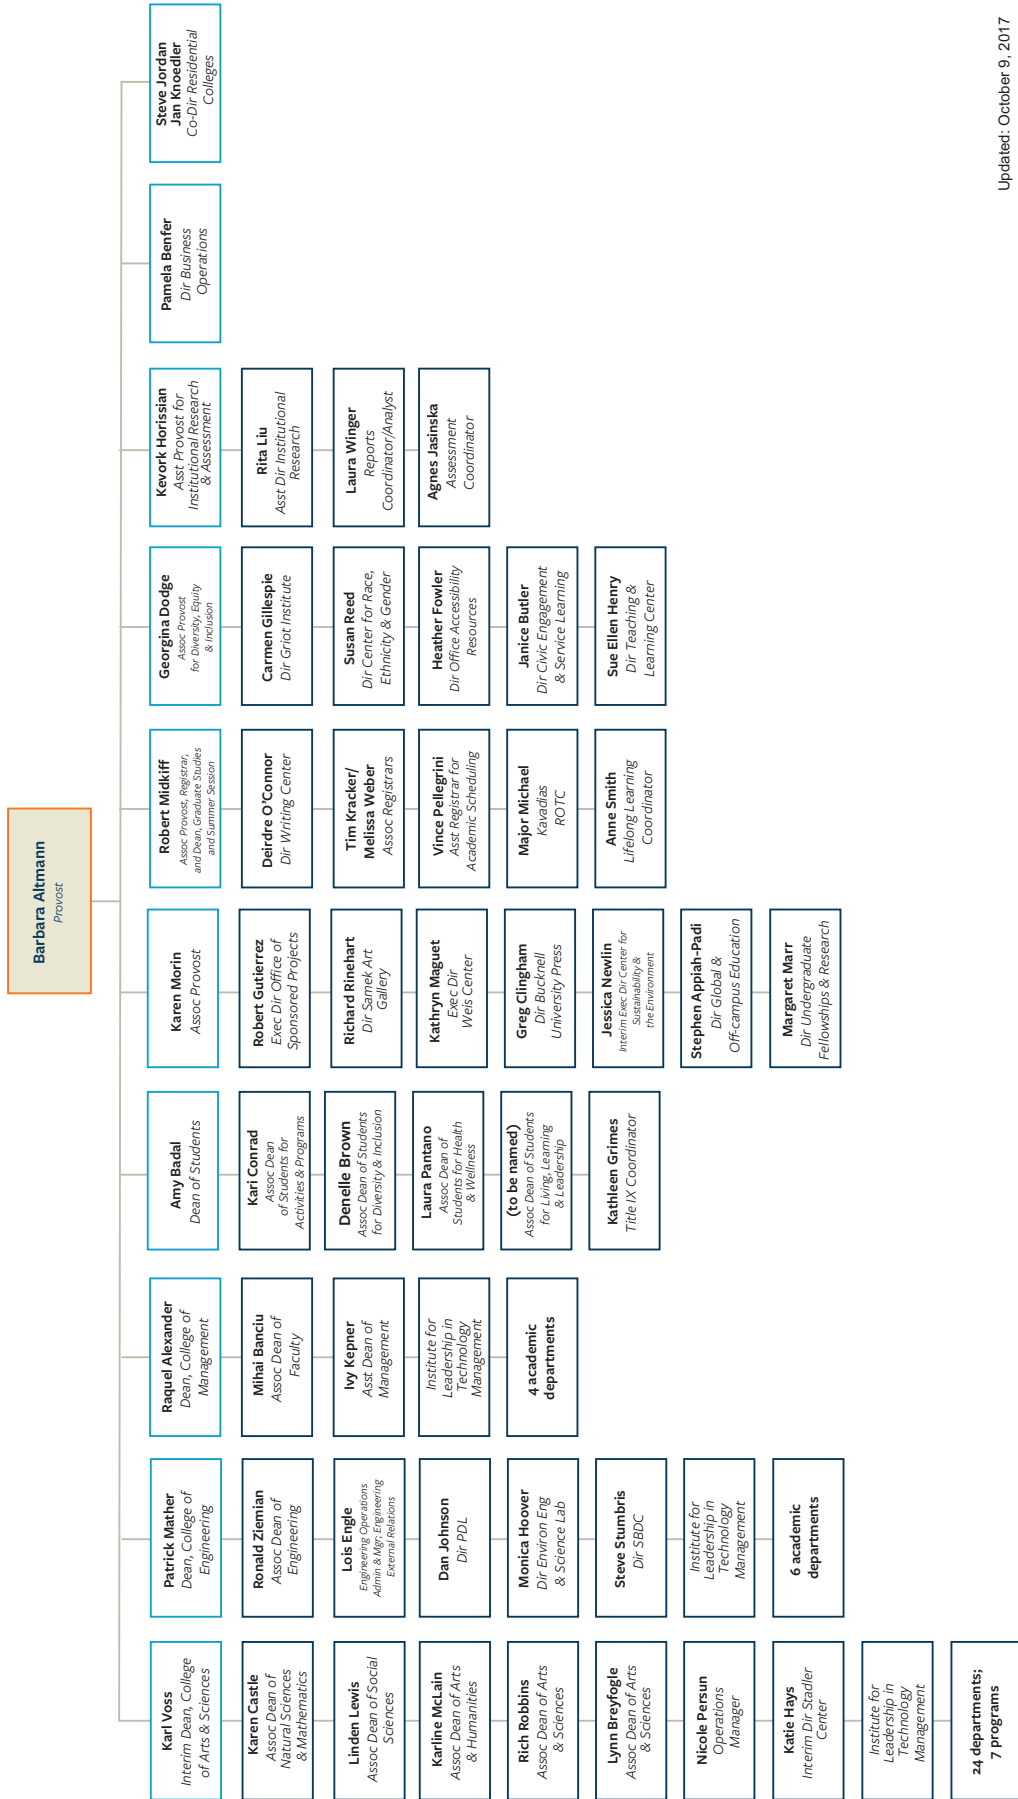 Barbara Altmann
Provost
Karl Voss
Interim Dean, College
of Arts & Sciences
Karen Castle
Assoc Dean of
Natural Sciences
& Mathematics
Linden Lewis
Assoc Dean of Social
Sciences
Karline McLain
Assoc Dean of Arts
& Humanities
Rich Robbins
Assoc Dean of Arts
& Sciences
Lynn Breyfogle
Assoc Dean of Arts
& Sciences
Nicole Persun
Operations
Manager
Katie Hays
Interim Dir Stadler
Center
Institute for
Leadership in
Technology
Management
24 departments;
7 programs
Patrick Mather
Dean, College of
Engineering
Ronald Ziemian
Assoc Dean of
Engineering
Lois Engle
Engineering Operations
Admin & Mgr; Engineering
External Relations
Dan Johnson
Dir PDL
Monica Hoover
Dir Environ Eng
& Science Lab
Steve Stumbris
Dir SBDC
Institute for
Leadership in
Technology
Management
6 academic
departments
Raquel Alexander
Dean, College of
Management
Mihai Banciu
Assoc Dean of
Faculty
Ivy Kepner
Asst Dean of
Management
Institute for
Leadership in
Technology
Management
4 academic
departments
Amy Badal
Dean of Students
Kari Conrad
Assoc Dean
of Students for
Activities & Programs
Denelle Brown
Assoc Dean of Students
for Diversity & Inclusion
Laura Pantano
Assoc Dean of
Students for Health
& Wellness
(to be named)
Assoc Dean of Students
for Living, Learning
& Leadership
Kathleen Grimes
Title IX Coordinator
Karen Morin
Assoc Provost
Robert Gutierrez
Exec Dir Office of
Sponsored Projects
Richard Rinehart
Dir Samek Art
Gallery
Kathryn Maguet
Exec Dir
Weis Center
Greg Clingham
Dir Bucknell
University Press
Jessica Newlin
Interim Exec Dir Center for
Sustainability &
the Environment
Stephen Appiah-Padi
Dir Global &
Off-campus Education
Margaret Marr
Dir Undergraduate
Fellowships & Research
Robert Midkiff
Assoc Provost, Registrar,
and Dean, Graduate Studies
and Summer Session
Deirdre O'Connor
Dir Writing Center
Tim Kracker/
Melissa Weber
Assoc Registrars
Vince Pellegrini
Asst Registrar for
Academic Scheduling
Major Michael
Kavadias
ROTC
Anne Smith
Lifelong Learning
Coordinator
Georgina Dodge
Assoc Provost
for Diversity, Equity
& Inclusion
Carmen Gillespie
Dir Griot Institute
Susan Reed
Dir Center for Race,
Ethnicity & Gender
Heather Fowler
Dir Office Accessibility
Resources
Janice Butler
Dir Civic Engagement
& Service Learning
Sue Ellen Henry
Dir Teaching &
Learning Center
Kevork Horissian
Asst Provost for
Institutional Research
& Assessment
Rita Liu
Asst Dir Institutional
Research
Laura Winger
Reports
Coordinator/Analyst
Agnes Jasinska
Assessment
Coordinator
Pamela Benfer
Dir Business
Operations
Steve Jordan
Jan Knoedler
Co-Dir Residential
Colleges
Updated: October 9, 2017